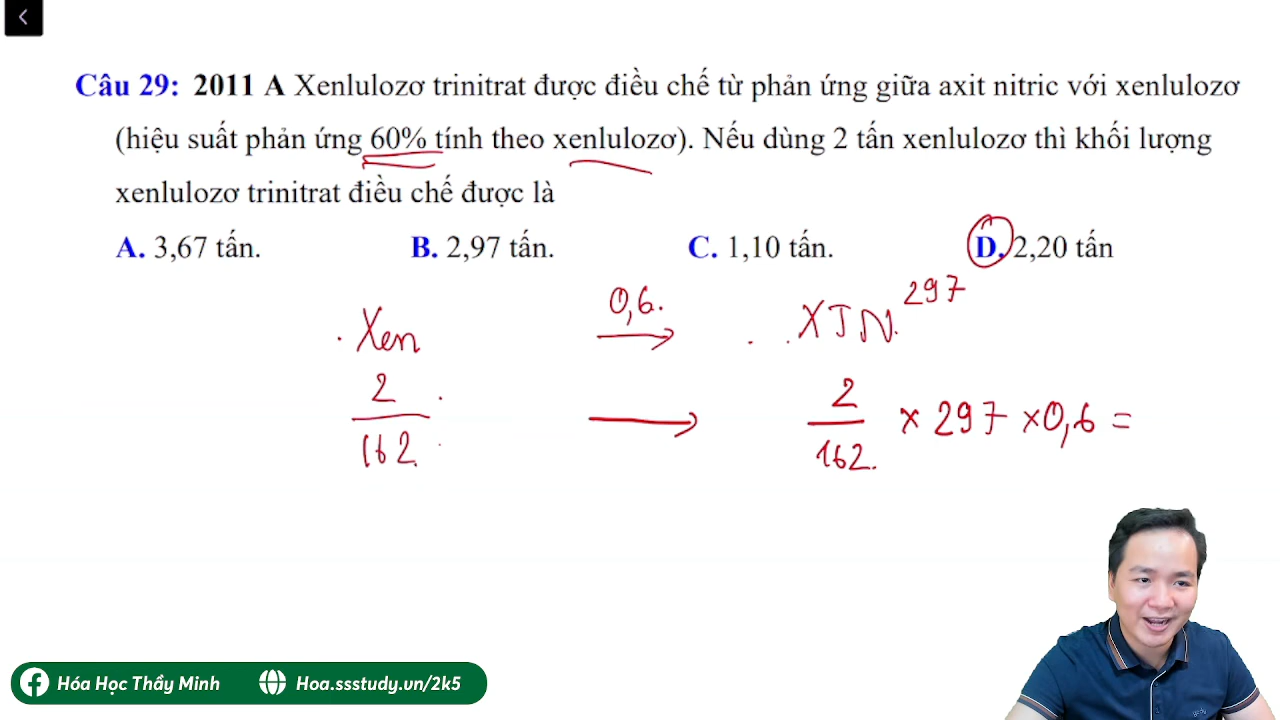 Câu 29: 2011 A Xenlulozơ trinitrat được điều chế từ phản ứng giữa axit nitric với xenlulozơ
(hiệu suất phản ứng 60% tính theo xenlulozơ). Nếu dùng 2 tấn xenlulozơ thì khối lượng
xenlulozơ trinitrat điều chế được là
A. 3,67 tấn. B. 2,97 tấn. C. 1,10 tấn. D. 2,20 tấn
Xen 0,6. XTN. 297
2 2
162. 162. × 297 × 0,6 =
Hóa Học Thầy Minh Hoa.ssstudy.vn/2k5